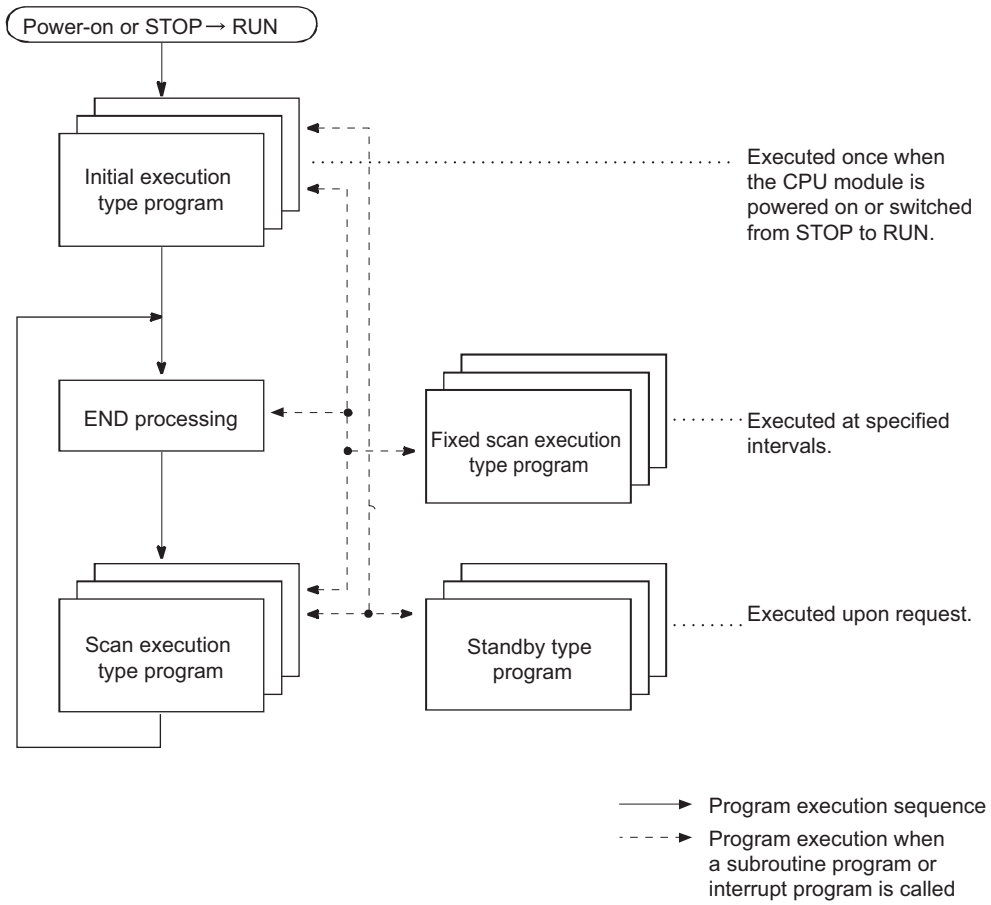 Power-on or STOP → RUN
Initial execution
type program
Executed once when
the CPU module is
powered on or switched
from STOP to RUN.
END processing
Fixed scan execution
type program
Executed at specified
intervals.
Scan execution
type program
Standby type
program
Executed upon request.
Program execution sequence
Program execution when
a subroutine program or
interrupt program is called